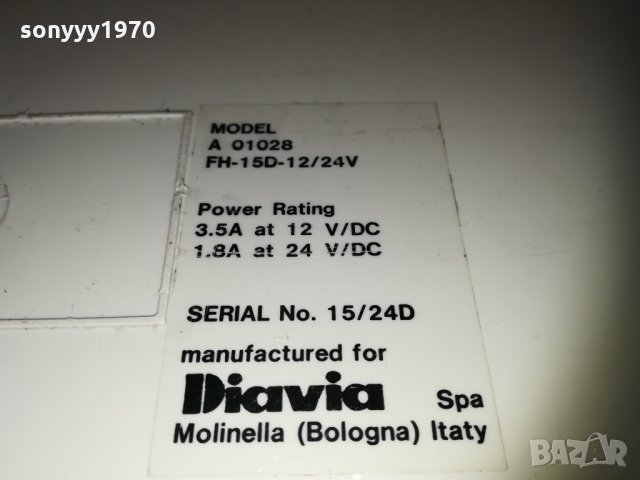 sonyyy1970
MODEL
A 01028
FH-15D-12/24V
Power Rating
3.5A at 12 V/DC
1.8A at 24 V/DC
SERIAL No. 15/24D
manufactured for
Diavia Spa
Molinella (Bologna) Itaty
BAZAR